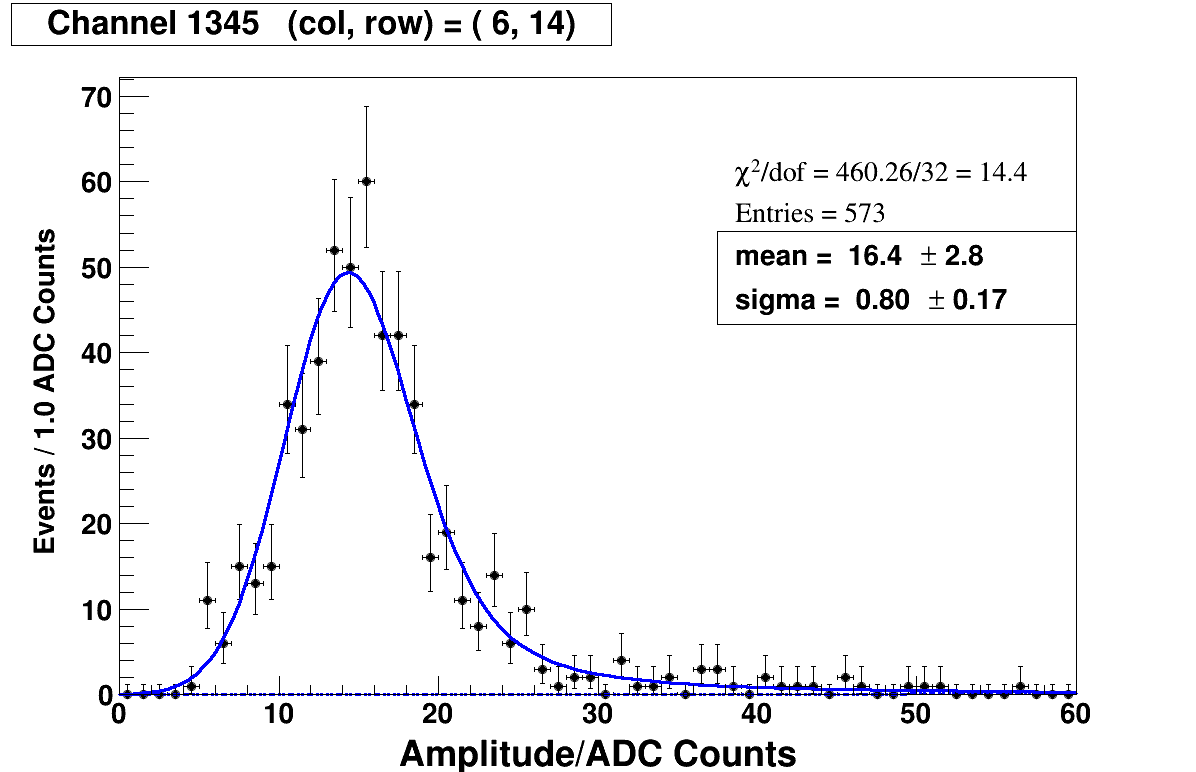 Channel 1345 (col, row) = ( 6, 14)
70
60
50
40
30
20
10
0
Events / 1.0 ADC Counts
χ²/dof = 460.26/32 = 14.4
Entries = 573
mean = 16.4 ± 2.8
sigma = 0.80 ± 0.17
0 10 20 30 40 50 60
Amplitude/ADC Counts